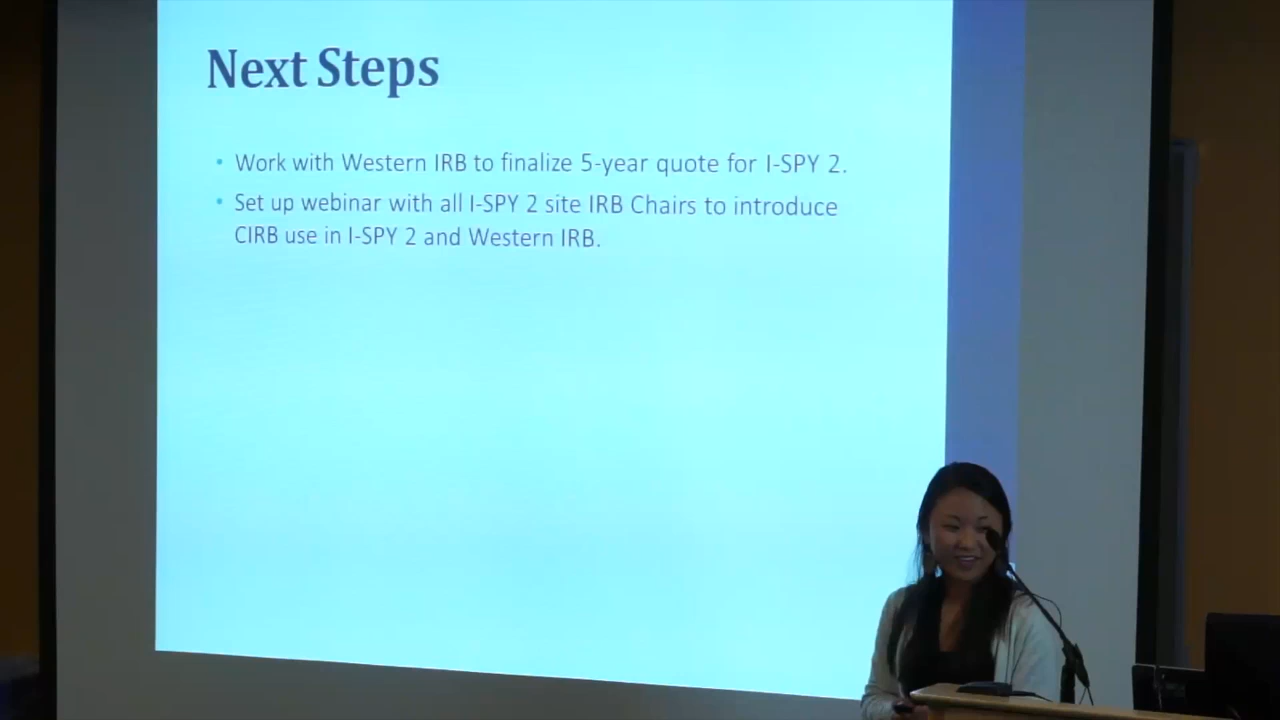 Next Steps
• Work with Western IRB to finalize 5-year quote for I-SPY 2.
• Set up webinar with all I-SPY 2 site IRB Chairs to introduce
CIRB use in I-SPY 2 and Western IRB.